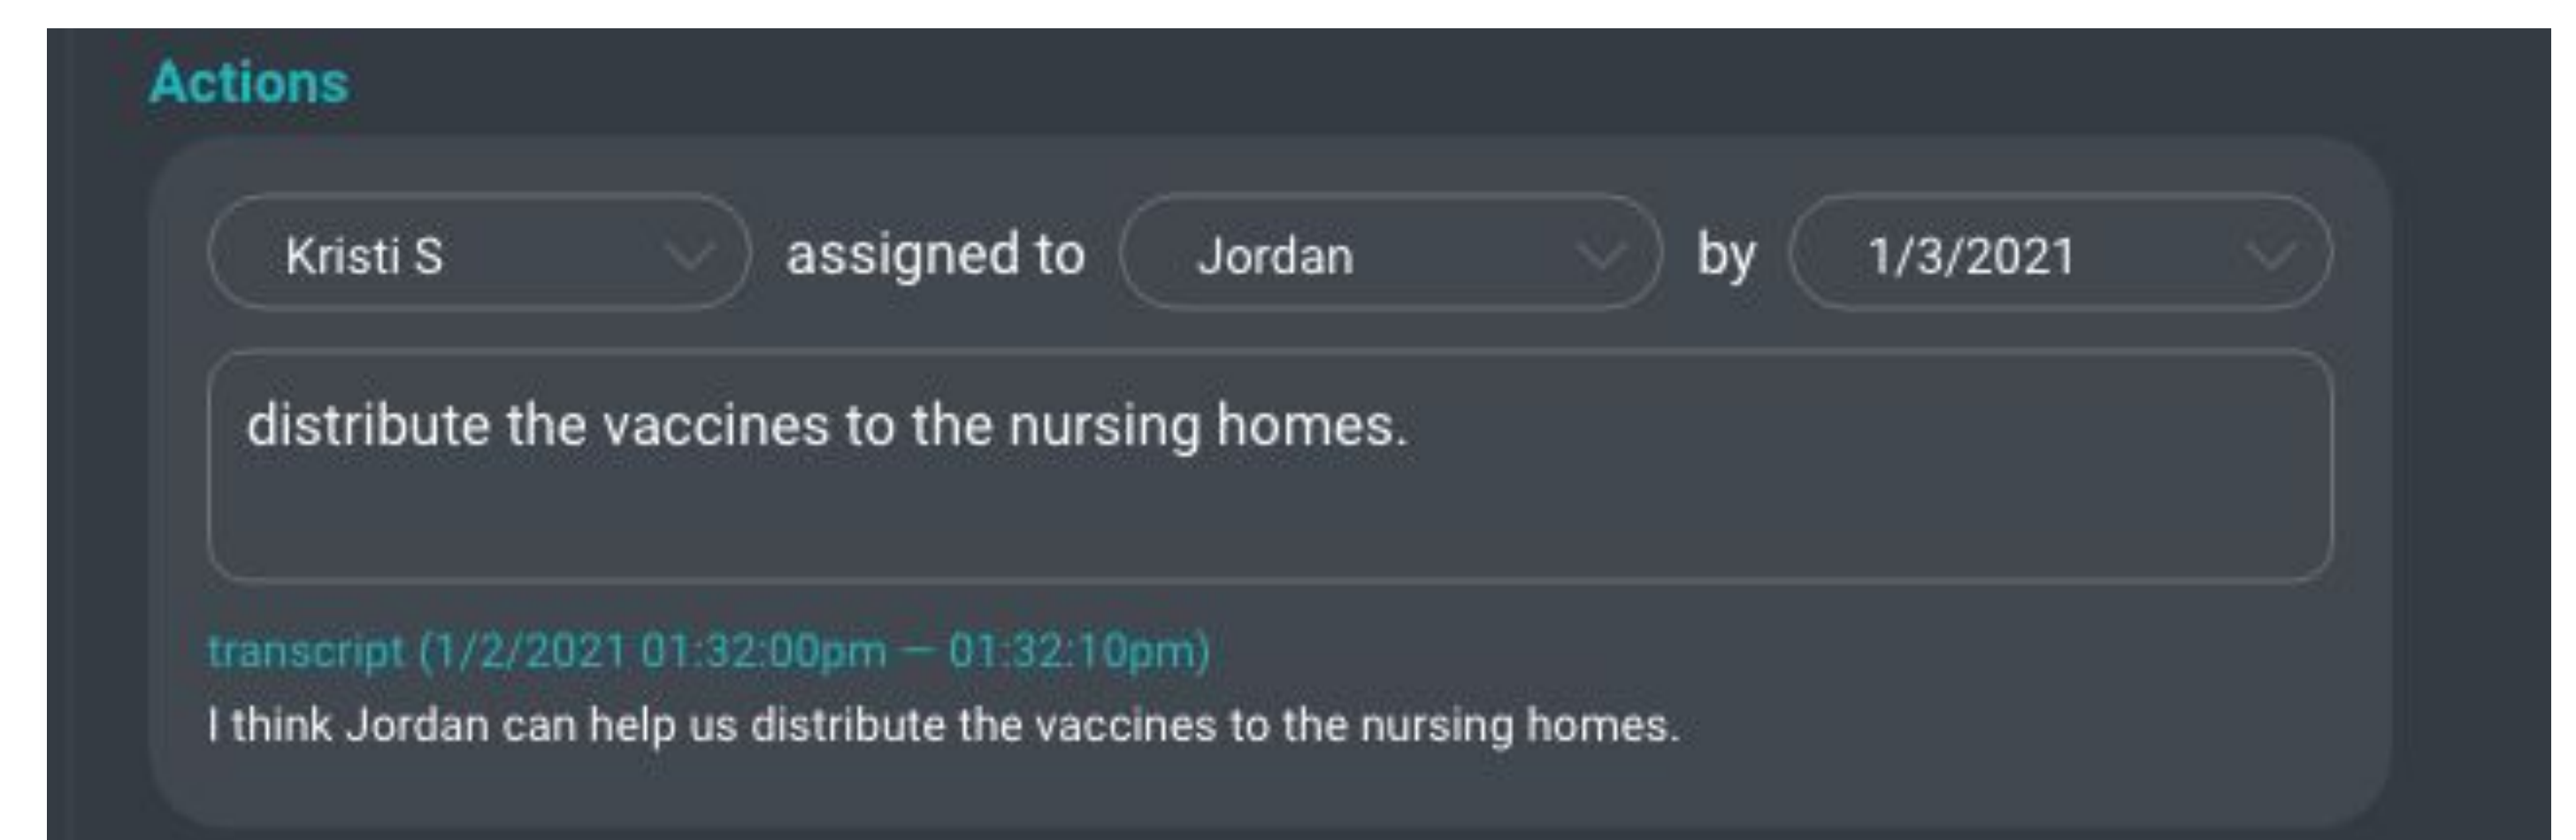 Actions
Kristi S assigned to Jordan by 1/3/2021
distribute the vaccines to the nursing homes.
transcript (1/2/2021 01:32:00pm — 01:32:10pm)
I think Jordan can help us distribute the vaccines to the nursing homes.